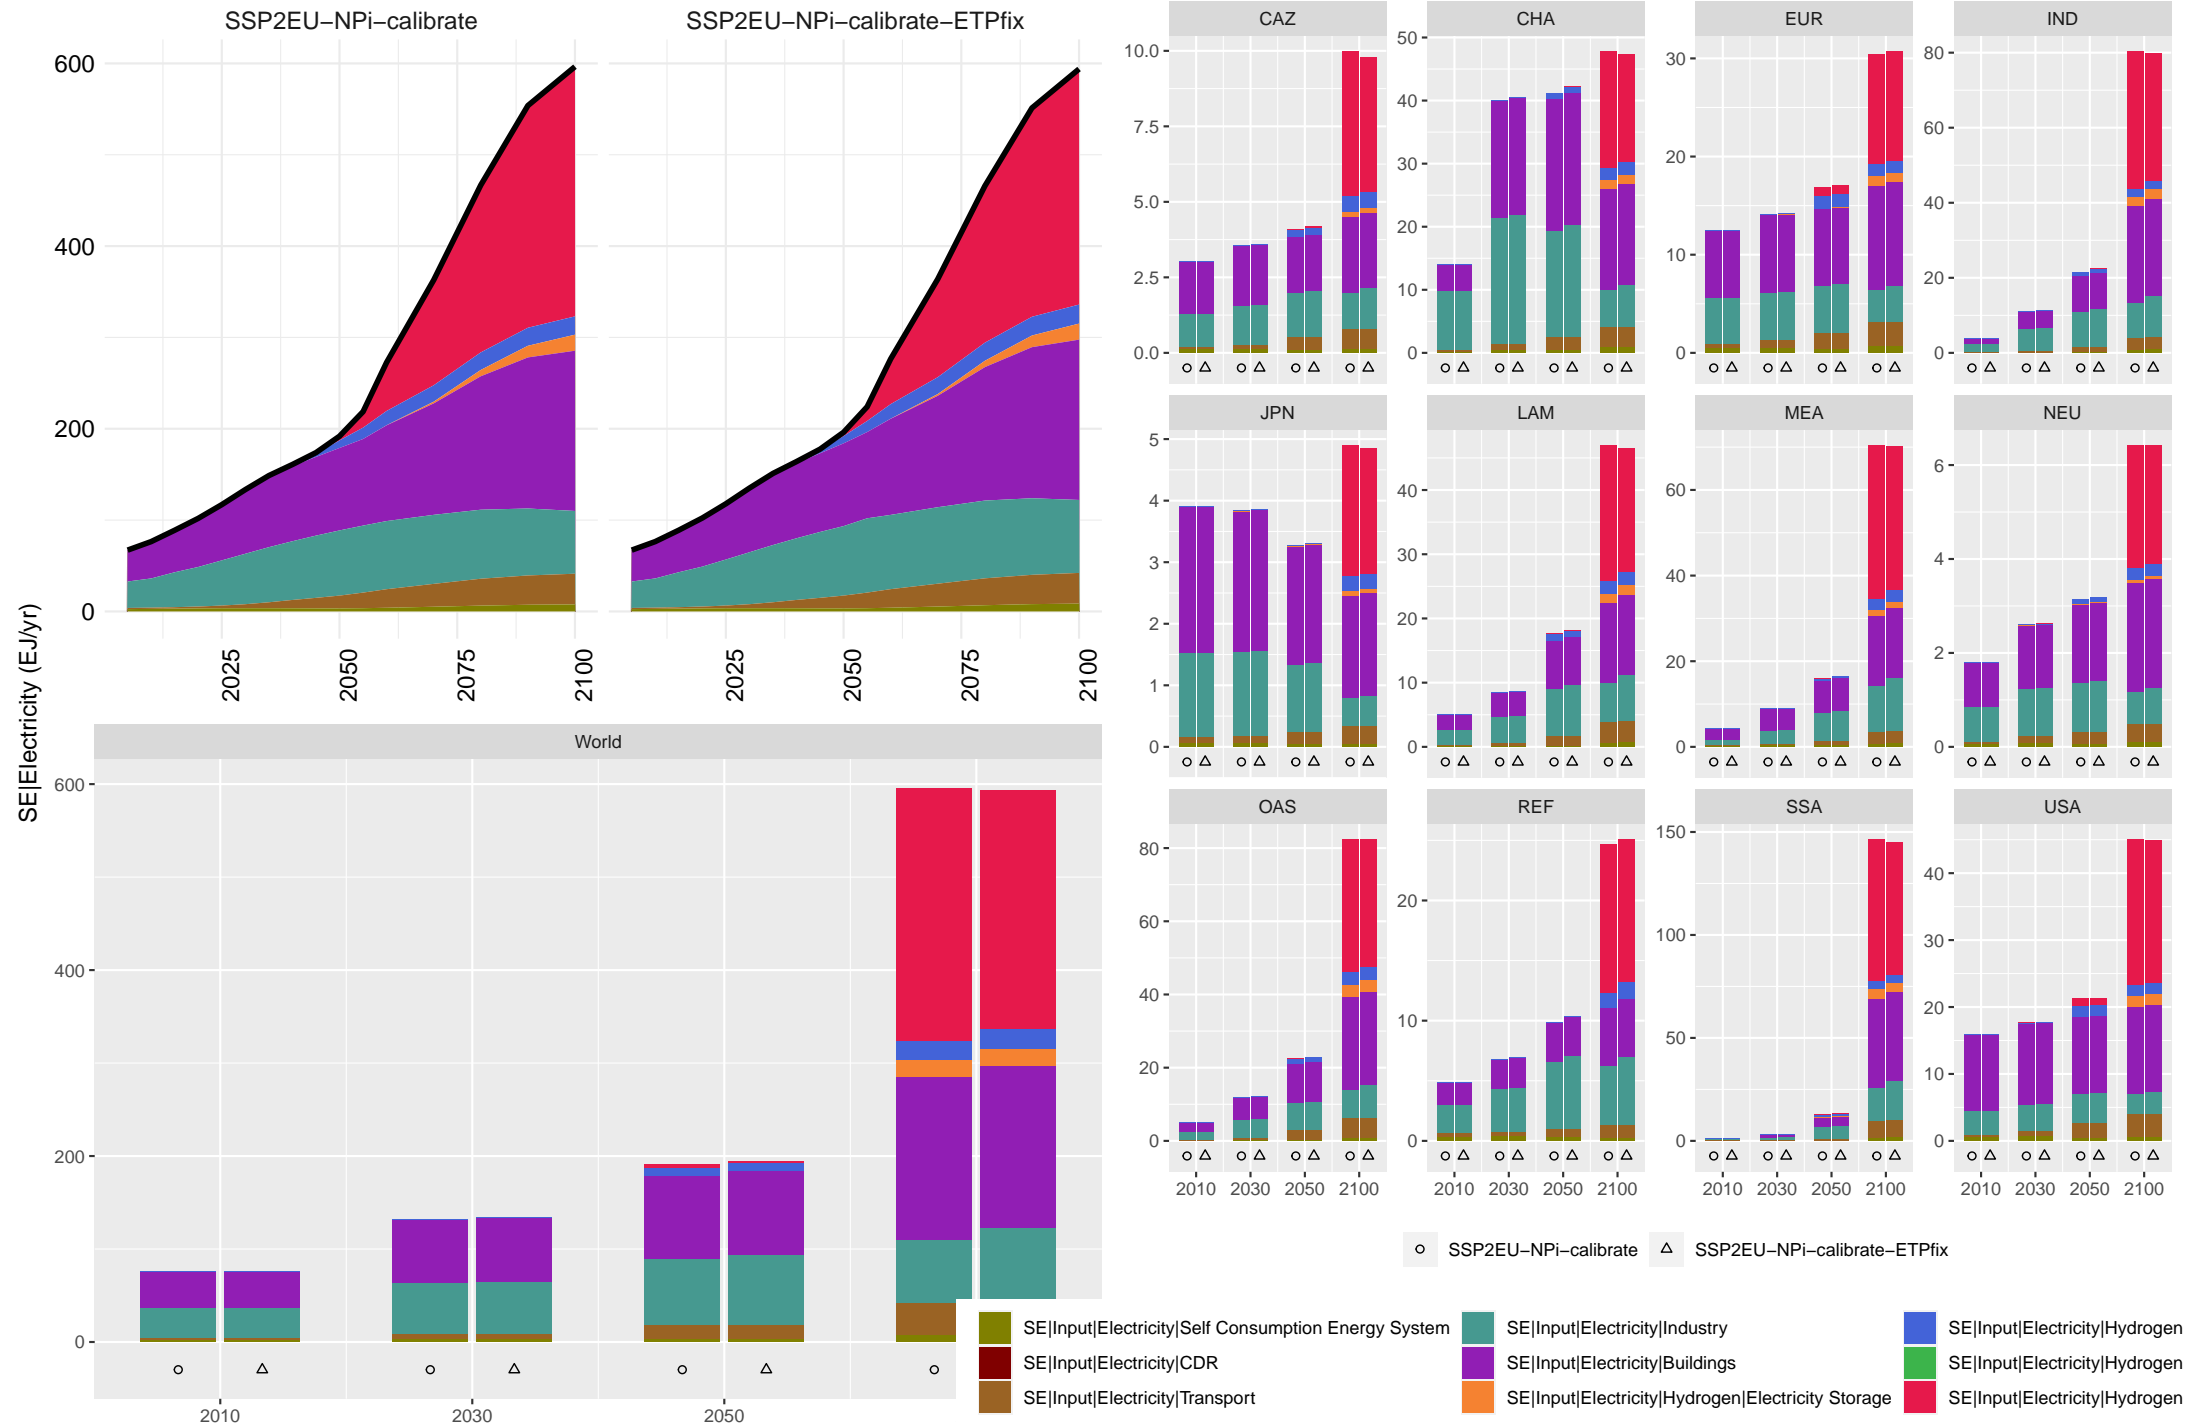 SSP2EU−NPi−calibrate
SSP2EU−NPi−calibrate−ETPfix
600
400
200
0
2025
2050
2075
2100
2025
2050
2075
2100
SE|Electricity (EJ/yr)
World
600
400
200
0
2010
2030
2050
CAZ
10.0
7.5
5.0
2.5
0.0
CHA
50
40
30
20
10
0
EUR
30
20
10
0
IND
80
60
40
20
0
JPN
5
4
3
2
1
0
LAM
40
30
20
10
0
MEA
60
40
20
0
NEU
6
4
2
0
OAS
80
60
40
20
0
2010 2030 2050 2100
REF
20
10
0
2010 2030 2050 2100
SSA
150
100
50
0
2010 2030 2050 2100
USA
40
30
20
10
0
2010 2030 2050 2100
SSP2EU−NPi−calibrate
SSP2EU−NPi−calibrate−ETPfix
SE|Input|Electricity|Self Consumption Energy System
SE|Input|Electricity|CDR
SE|Input|Electricity|Transport
SE|Input|Electricity|Industry
SE|Input|Electricity|Buildings
SE|Input|Electricity|Hydrogen|Electricity Storage
SE|Input|Electricity|Hydrogen
SE|Input|Electricity|Hydrogen
SE|Input|Electricity|Hydrogen